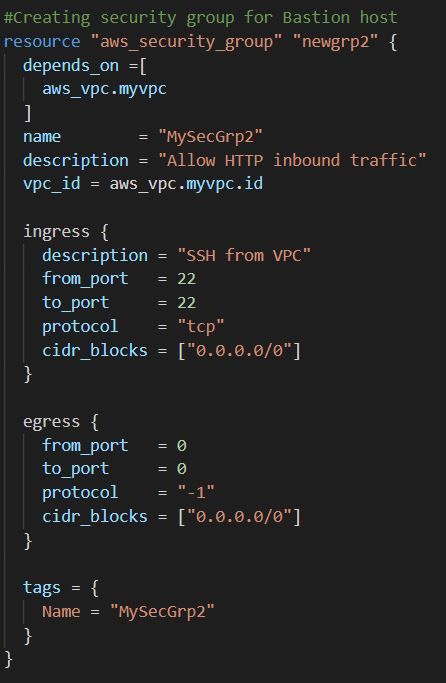 #Creating security group for Bastion host
resource "aws_security_group" "newgrp2" {
  depends_on =[
    aws_vpc.myvpc
  ]
  name        = "MySecGrp2"
  description = "Allow HTTP inbound traffic"
  vpc_id = aws_vpc.myvpc.id

  ingress {
    description = "SSH from VPC"
    from_port   = 22
    to_port     = 22
    protocol    = "tcp"
    cidr_blocks = ["0.0.0.0/0"]
  }

  egress {
    from_port   = 0
    to_port     = 0
    protocol    = "-1"
    cidr_blocks = ["0.0.0.0/0"]
  }

  tags = {
    Name = "MySecGrp2"
  }
}